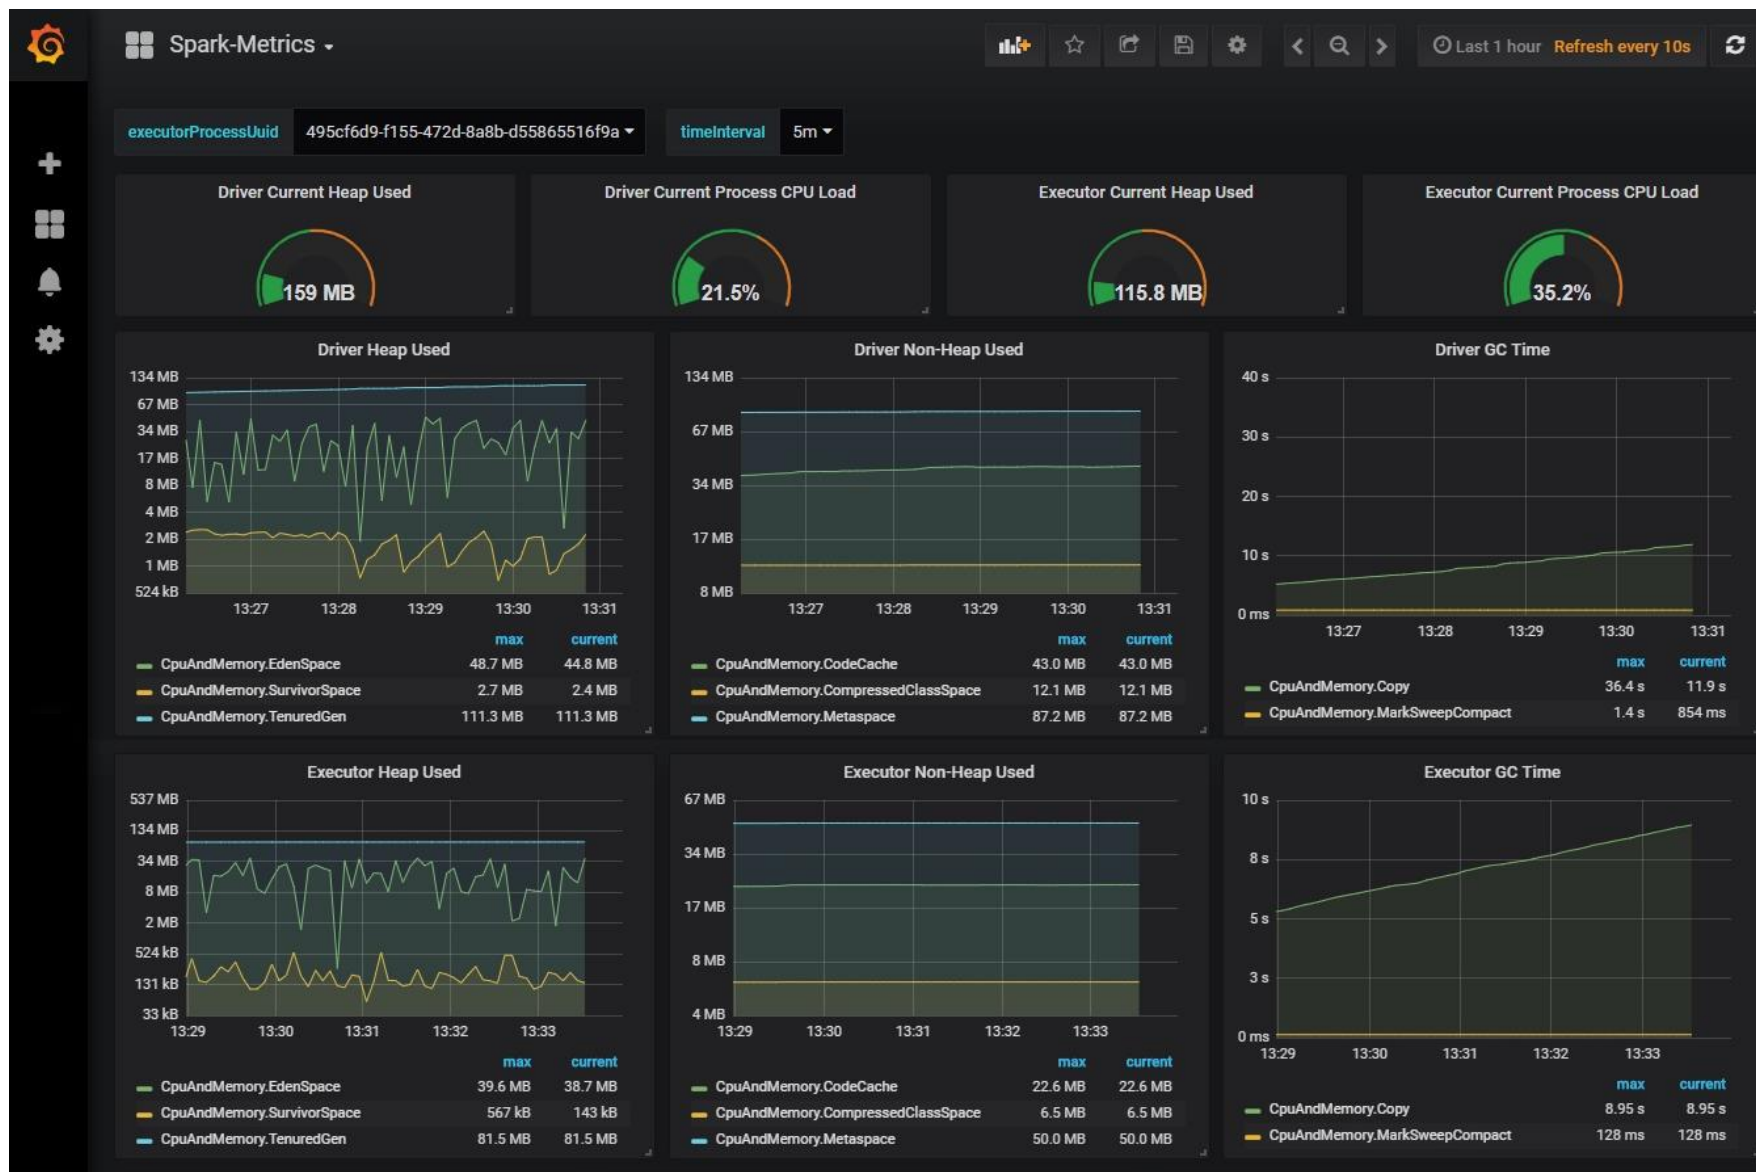 Spark-Metrics
Last 1 hour Refresh every 10s
executorProcessUuid 495cf6d9-f155-472d-8a8b-d55865516f9a timeInterval 5m
Driver Current Heap Used
159 MB
Driver Current Process CPU Load
21.5%
Executor Current Heap Used
115.8 MB
Executor Current Process CPU Load
35.2%
Driver Heap Used
134 MB
67 MB
34 MB
17 MB
8 MB
4 MB
2 MB
1 MB
524 kB
13:27 13:28 13:29 13:30 13:31
max current
CpuAndMemory.EdenSpace 48.7 MB 44.8 MB
CpuAndMemory.SurvivorSpace 2.7 MB 2.4 MB
CpuAndMemory.TenuredGen 111.3 MB 111.3 MB
Driver Non-Heap Used
134 MB
67 MB
34 MB
17 MB
8 MB
13:27 13:28 13:29 13:30 13:31
max current
CpuAndMemory.CodeCache 43.0 MB 43.0 MB
CpuAndMemory.CompressedClassSpace 12.1 MB 12.1 MB
CpuAndMemory.Metaspace 87.2 MB 87.2 MB
Driver GC Time
40 s
30 s
20 s
10 s
0 ms
13:27 13:28 13:29 13:30 13:31
max current
CpuAndMemory.Copy 36.4 s 11.9 s
CpuAndMemory.MarkSweepCompact 1.4 s 854 ms
Executor Heap Used
537 MB
134 MB
34 MB
8 MB
2 MB
524 kB
131 kB
33 kB
13:29 13:30 13:31 13:32 13:33
max current
CpuAndMemory.EdenSpace 39.6 MB 38.7 MB
CpuAndMemory.SurvivorSpace 567 kB 143 kB
CpuAndMemory.TenuredGen 81.5 MB 81.5 MB
Executor Non-Heap Used
67 MB
34 MB
17 MB
8 MB
4 MB
13:29 13:30 13:31 13:32 13:33
max current
CpuAndMemory.CodeCache 22.6 MB 22.6 MB
CpuAndMemory.CompressedClassSpace 6.5 MB 6.5 MB
CpuAndMemory.Metaspace 50.0 MB 50.0 MB
Executor GC Time
10 s
8 s
5 s
3 s
0 ms
13:29 13:30 13:31 13:32 13:33
max current
CpuAndMemory.Copy 8.95 s 8.95 s
CpuAndMemory.MarkSweepCompact 128 ms 128 ms